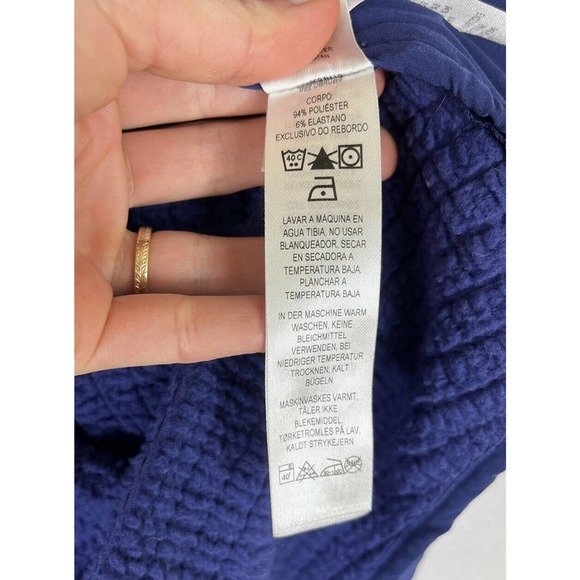 CORPO:
94% POLIÉSTER
6% ELASTANO
EXCLUSIVO DO REBORDO
40 C
LAVAR A MÁQUINA EN
AGUA TIBIA, NO USAR
BLANQUEADOR, SECAR
EN SECADORA A
TEMPERATURA BAJA,
PLANCHAR A
TEMPERATURA BAJA
IN DER MASCHINE WARM
WASCHEN, KEINE
BLEICHMITTEL
VERWENDEN, BEI
NIEDRIGER TEMPERATUR
TROCKNEN, KALT
BÜGELN
MASKINVASKES VARMT,
TÅLER IKKE
BLEKEMIDDEL,
TØRKETROMLES PÅ LAV,
KALDT STRYKEJERN
40°